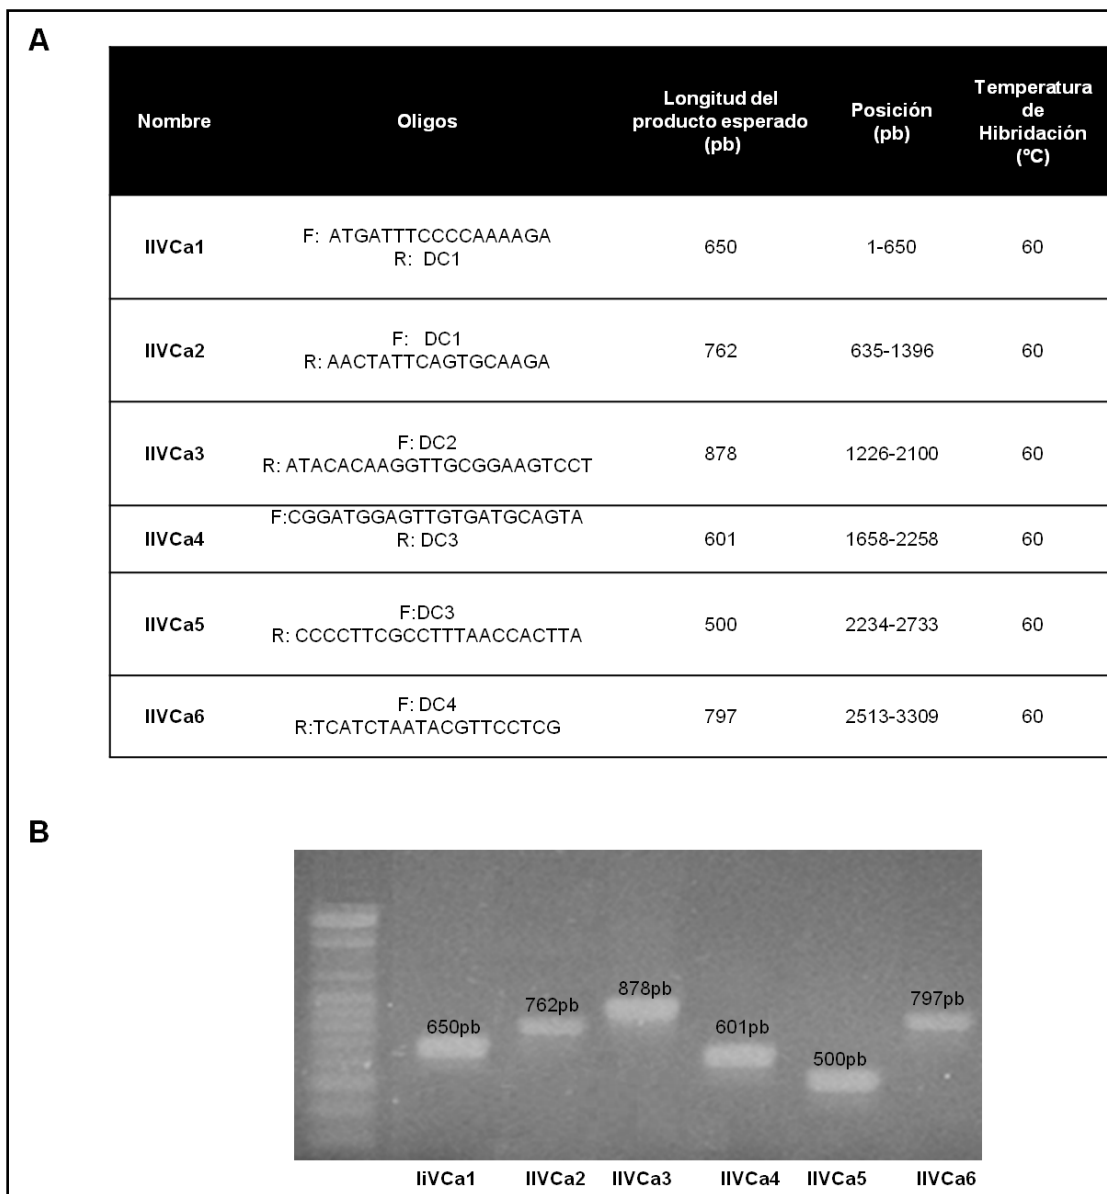 A
Nombre
Oligos
Longitud del
producto esperado
(pb)
Posición
(pb)
Temperatura
de
Hibridación
(ºC)
IIVCa1
F: ATGATTTCCCCAAAAGA
R: DC1
650
1-650
60
IIVCa2
F: DC1
R: AACTATTCAGTGCAAGA
762
635-1396
60
IIVCa3
F: DC2
R: ATACACAAGGTTGCGGAAGTCCT
878
1226-2100
60
IIVCa4
F:CGGATGGAGTTGTGATGCAGTA
R: DC3
601
1658-2258
60
IIVCa5
F:DC3
R: CCCCTTCGCCTTTAACCACTTA
500
2234-2733
60
IIVCa6
F: DC4
R:TCATCTAATACGTTCCTCG
797
2513-3309
60
B
650pb
762pb
878pb
601pb
500pb
797pb
IiVCa1
IIVCa2
IIVCa3
IIVCa4
IIVCa5
IIVCa6